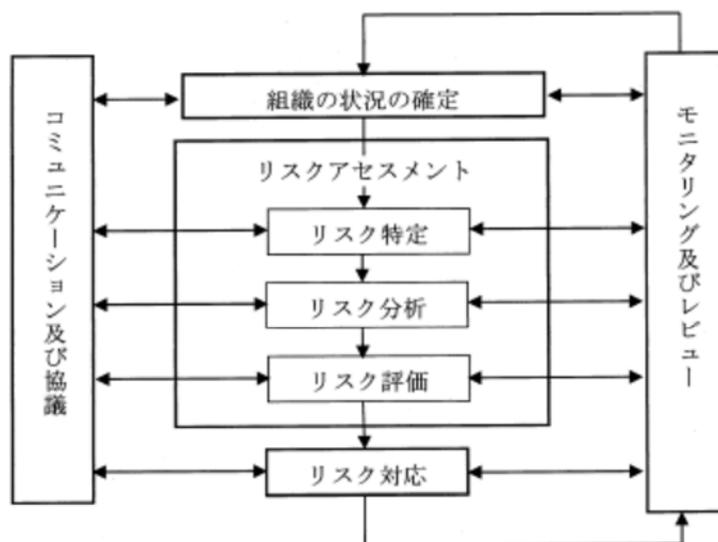 組織の状況の確定
コミュニケーション及び協議
モニタリング及びレビュー
リスクアセスメント
リスク特定
リスク分析
リスク評価
リスク対応